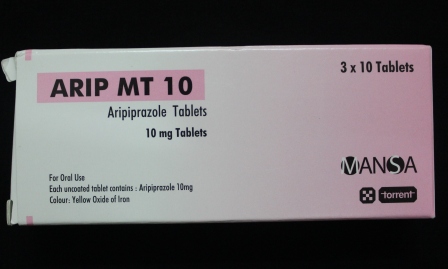 3 x 10 Tablets
ARIP MT 10
Aripiprazole Tablets
10 mg Tablets
MANSA
torrent
For Oral Use
Each uncoated tablet contains : Aripiprazole 10mg
Colour: Yellow Oxide of Iron